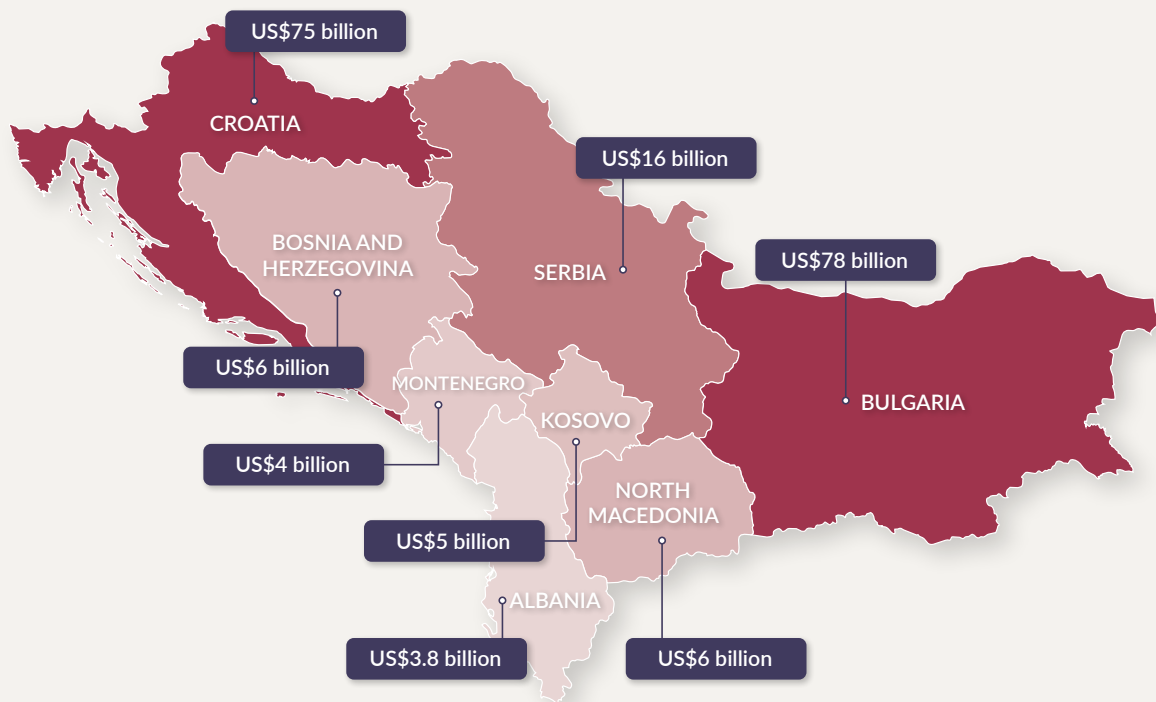 US$75 billion
CROATIA
US$16 billion
BOSNIA AND
HERZEGOVINA
SERBIA
US$78 billion
US$6 billion
MONTENEGRO
BULGARIA
KOSOVO
US$4 billion
NORTH
MACEDONIA
US$5 billion
ALBANIA
US$3.8 billion
US$6 billion